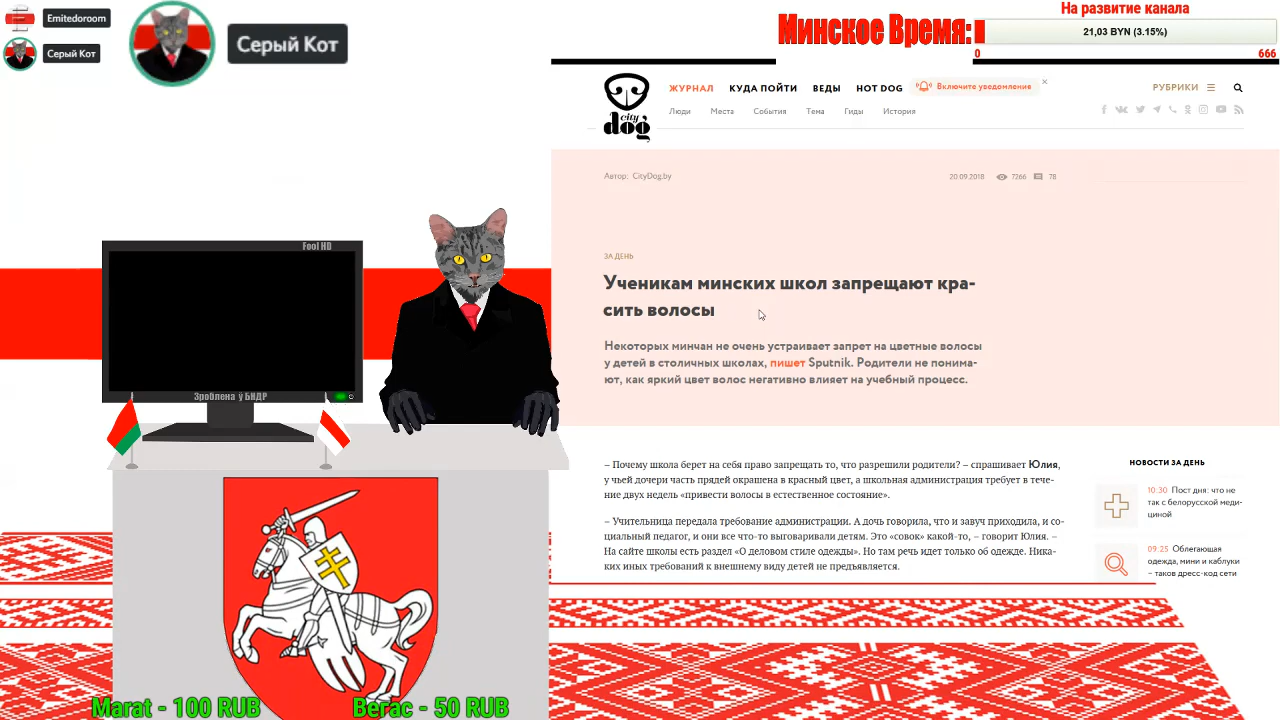 Emitedoroom
Серый Кот
Серый Кот
На развитие канала
Минское Время:
21,03 BYN (3.15%)
0
666
city
dog
ЖУРНАЛ КУДА ПОЙТИ ВЕДЫ HOT DOG
Включите уведомления
РУБРИКИ
Люди Места События Тема Гиды История
Автор: CityDog.by
20.09.2018 7266 78
ЗА ДЕНЬ
Ученикам минских школ запрещают кра-
сить волосы
Некоторых минчан не очень устраивает запрет на цветные волосы
у детей в столичных школах, пишет Sputnik. Родители не понима-
ют, как яркий цвет волос негативно влияет на учебный процесс.
– Почему школа берет на себя право запрещать то, что разрешили родители? – спрашивает Юлия,
у чьей дочери часть прядей окрашена в красный цвет, а школьная администрация требует в тече-
ние двух недель «привести волосы в естественное состояние».
– Учительница передала требование администрации. А дочь говорила, что и завуч приходила, и со-
циальный педагог, и они все что-то выговаривали детям. Это «совок» какой-то, – говорит Юлия. –
На сайте школы есть раздел «О деловом стиле одежды». Но там речь идет только об одежде. Ника-
ких иных требований к внешнему виду детей не предъявляется.
НОВОСТИ ЗА ДЕНЬ
10:30 Пост дня: что не
так с белорусской меди-
циной
09:25 Облегающая
одежда, мини и каблуки
– таков дресс-код сети
Fool HD
Зроблена ў БНДР
Marat - 100 RUB
Вегас - 50 RUB